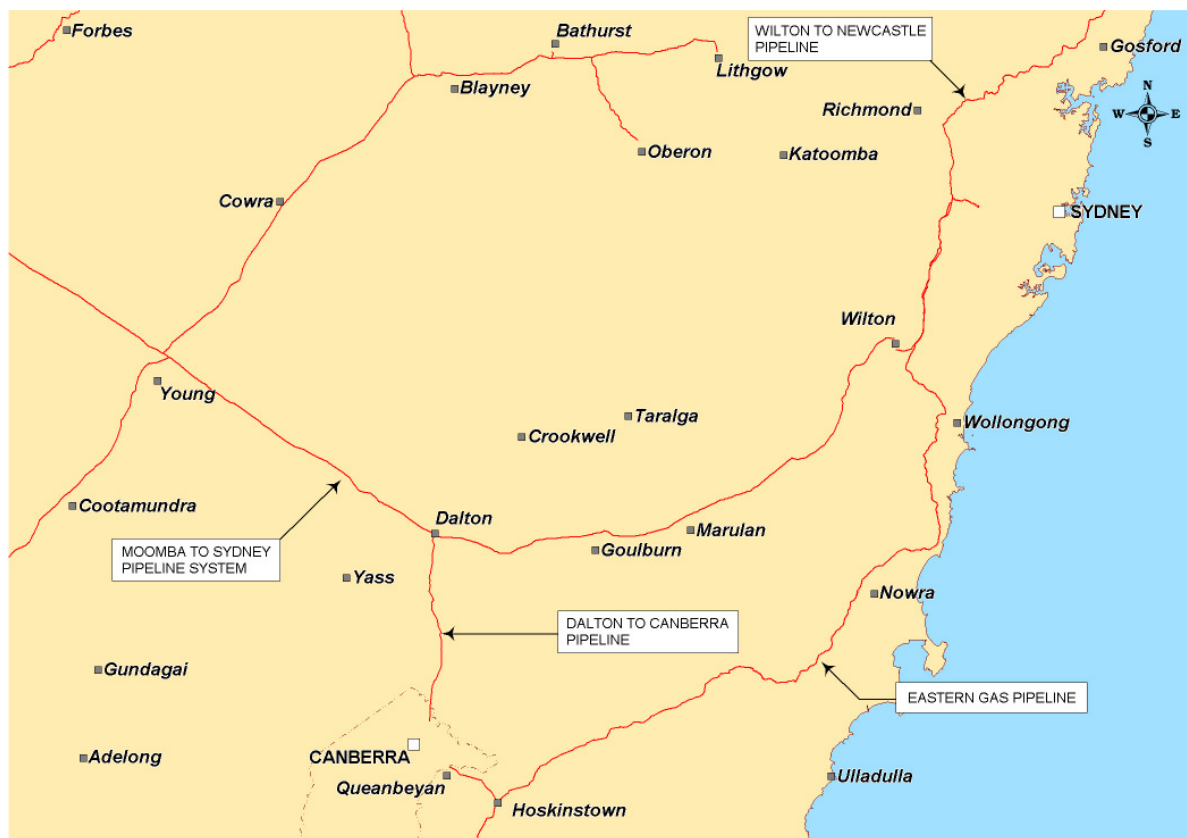 Forbes
Bathurst
WILTON TO NEWCASTLE
PIPELINE
Gosford
Lithgow
Blayney
Richmond
N
W E
S
Oberon
Katoomba
Cowra
SYDNEY
Wilton
Young
Taralga
Wollongong
Crookwell
Cootamundra
Dalton
Marulan
MOOMBA TO SYDNEY
PIPELINE SYSTEM
Goulburn
Yass
Nowra
DALTON TO CANBERRA
PIPELINE
Gundagai
EASTERN GAS PIPELINE
CANBERRA
Adelong
Queanbeyan
Ulladulla
Hoskinstown